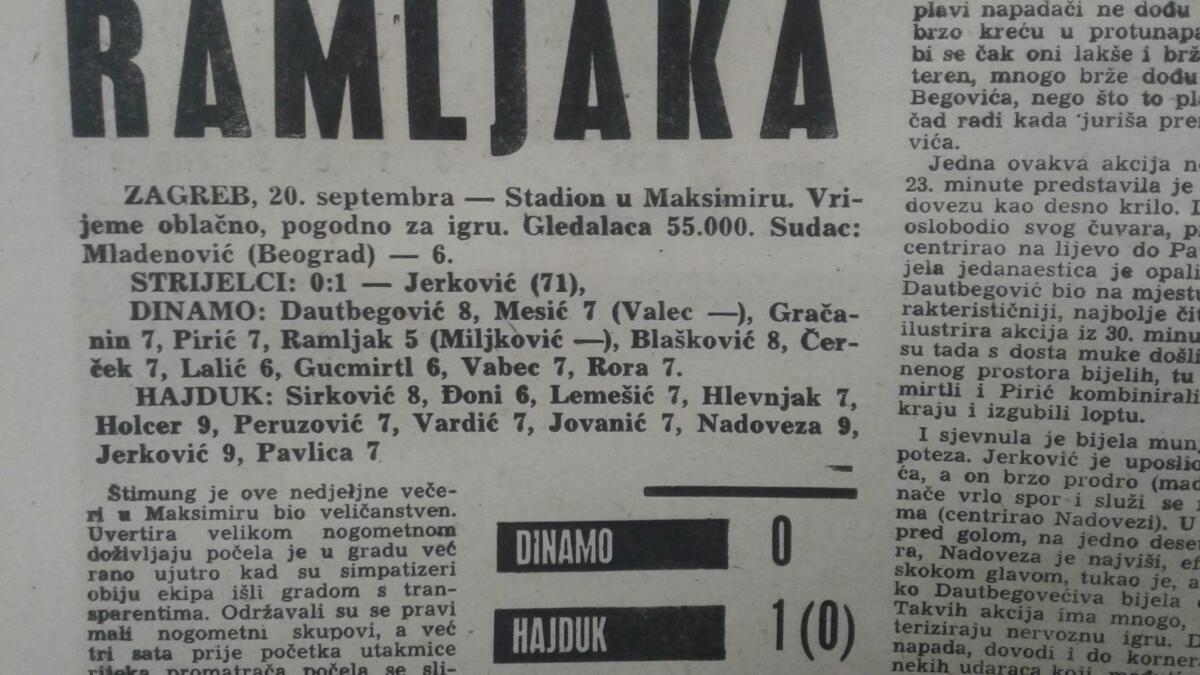 RAMLJAKA
ZAGREB, 20. septembra — Stadion u Maksimiru. Vri-
jeme oblačno, pogodno za igru. Gledalaca 55.000. Sudac:
Mladenović (Beograd) — 6.
STRIJELCI: 0:1 — Jerković (71),
DINAMO: Dautbegović 8, Mesić 7 (Valec —), Grača-
nin 7, Pirić 7, Ramljak 5 (Miljković —), Blašković 8, Čer-
ček 7, Lalić 6, Gucmirtl 6, Vabec 7, Rora 7.
HAJDUK: Sirković 8, Đoni 6, Lemešić 7, Hlevnjak 7,
Holcer 9, Peruzović 7, Vardić 7, Jovanić 7, Nadoveza 9,
Jerković 9, Pavlica 7
Štimung je ove nedjeljne veče-
ri u Maksimiru bio veličanstven.
Uvertira velikom nogometnom
doživljaju počela je u gradu već
rano ujutro kad su simpatizeri
obiju ekipa išli gradom s tran-
sparentima. Održavali su se pravi
mali nogometni skupovi, a već
tri sata prije početka utakmice
rijeka promatrača počela se sli-
DINAMO 0
HAJDUK 1 (0)
plavi napadači ne dođu
brzo kreću u protunapa
bi se čak oni lakše i brž
teren, mnogo brže dođu
Begovića, nego što to pl
čad radi kada juriša pre
vića.
Jedna ovakva akcija n
23. minute predstavila je
dovezu kao desno krilo.
oslobodio svog čuvara, p
centrirao na lijevo do Pa
jela jedanaestica je opali
Dautbegović bio na mjestu
rakterističniji, najbolje čit
ilustrira akcija iz 30. minu
su tada s dosta muke došli
nenog prostora bijelih, tu
mirtli i Pirić kombinirali
kraju i izgubili loptu.
I sjevnula je bijela munj
poteza. Jerković je uposlio
ća, a on brzo prodro (mad
nače vrlo spor i služi se
ma (centrirao Nadovezi). U
pred golom, na jedno dese
ra, Nadoveza je najviši, ef
skokom glavom, tukao je, a
ko Dautbegovećiva bijela
Takvih akcija ima mnogo,
teriziraju nervoznu igru.
napada, dovodi i do korner
nekih udaraca koji